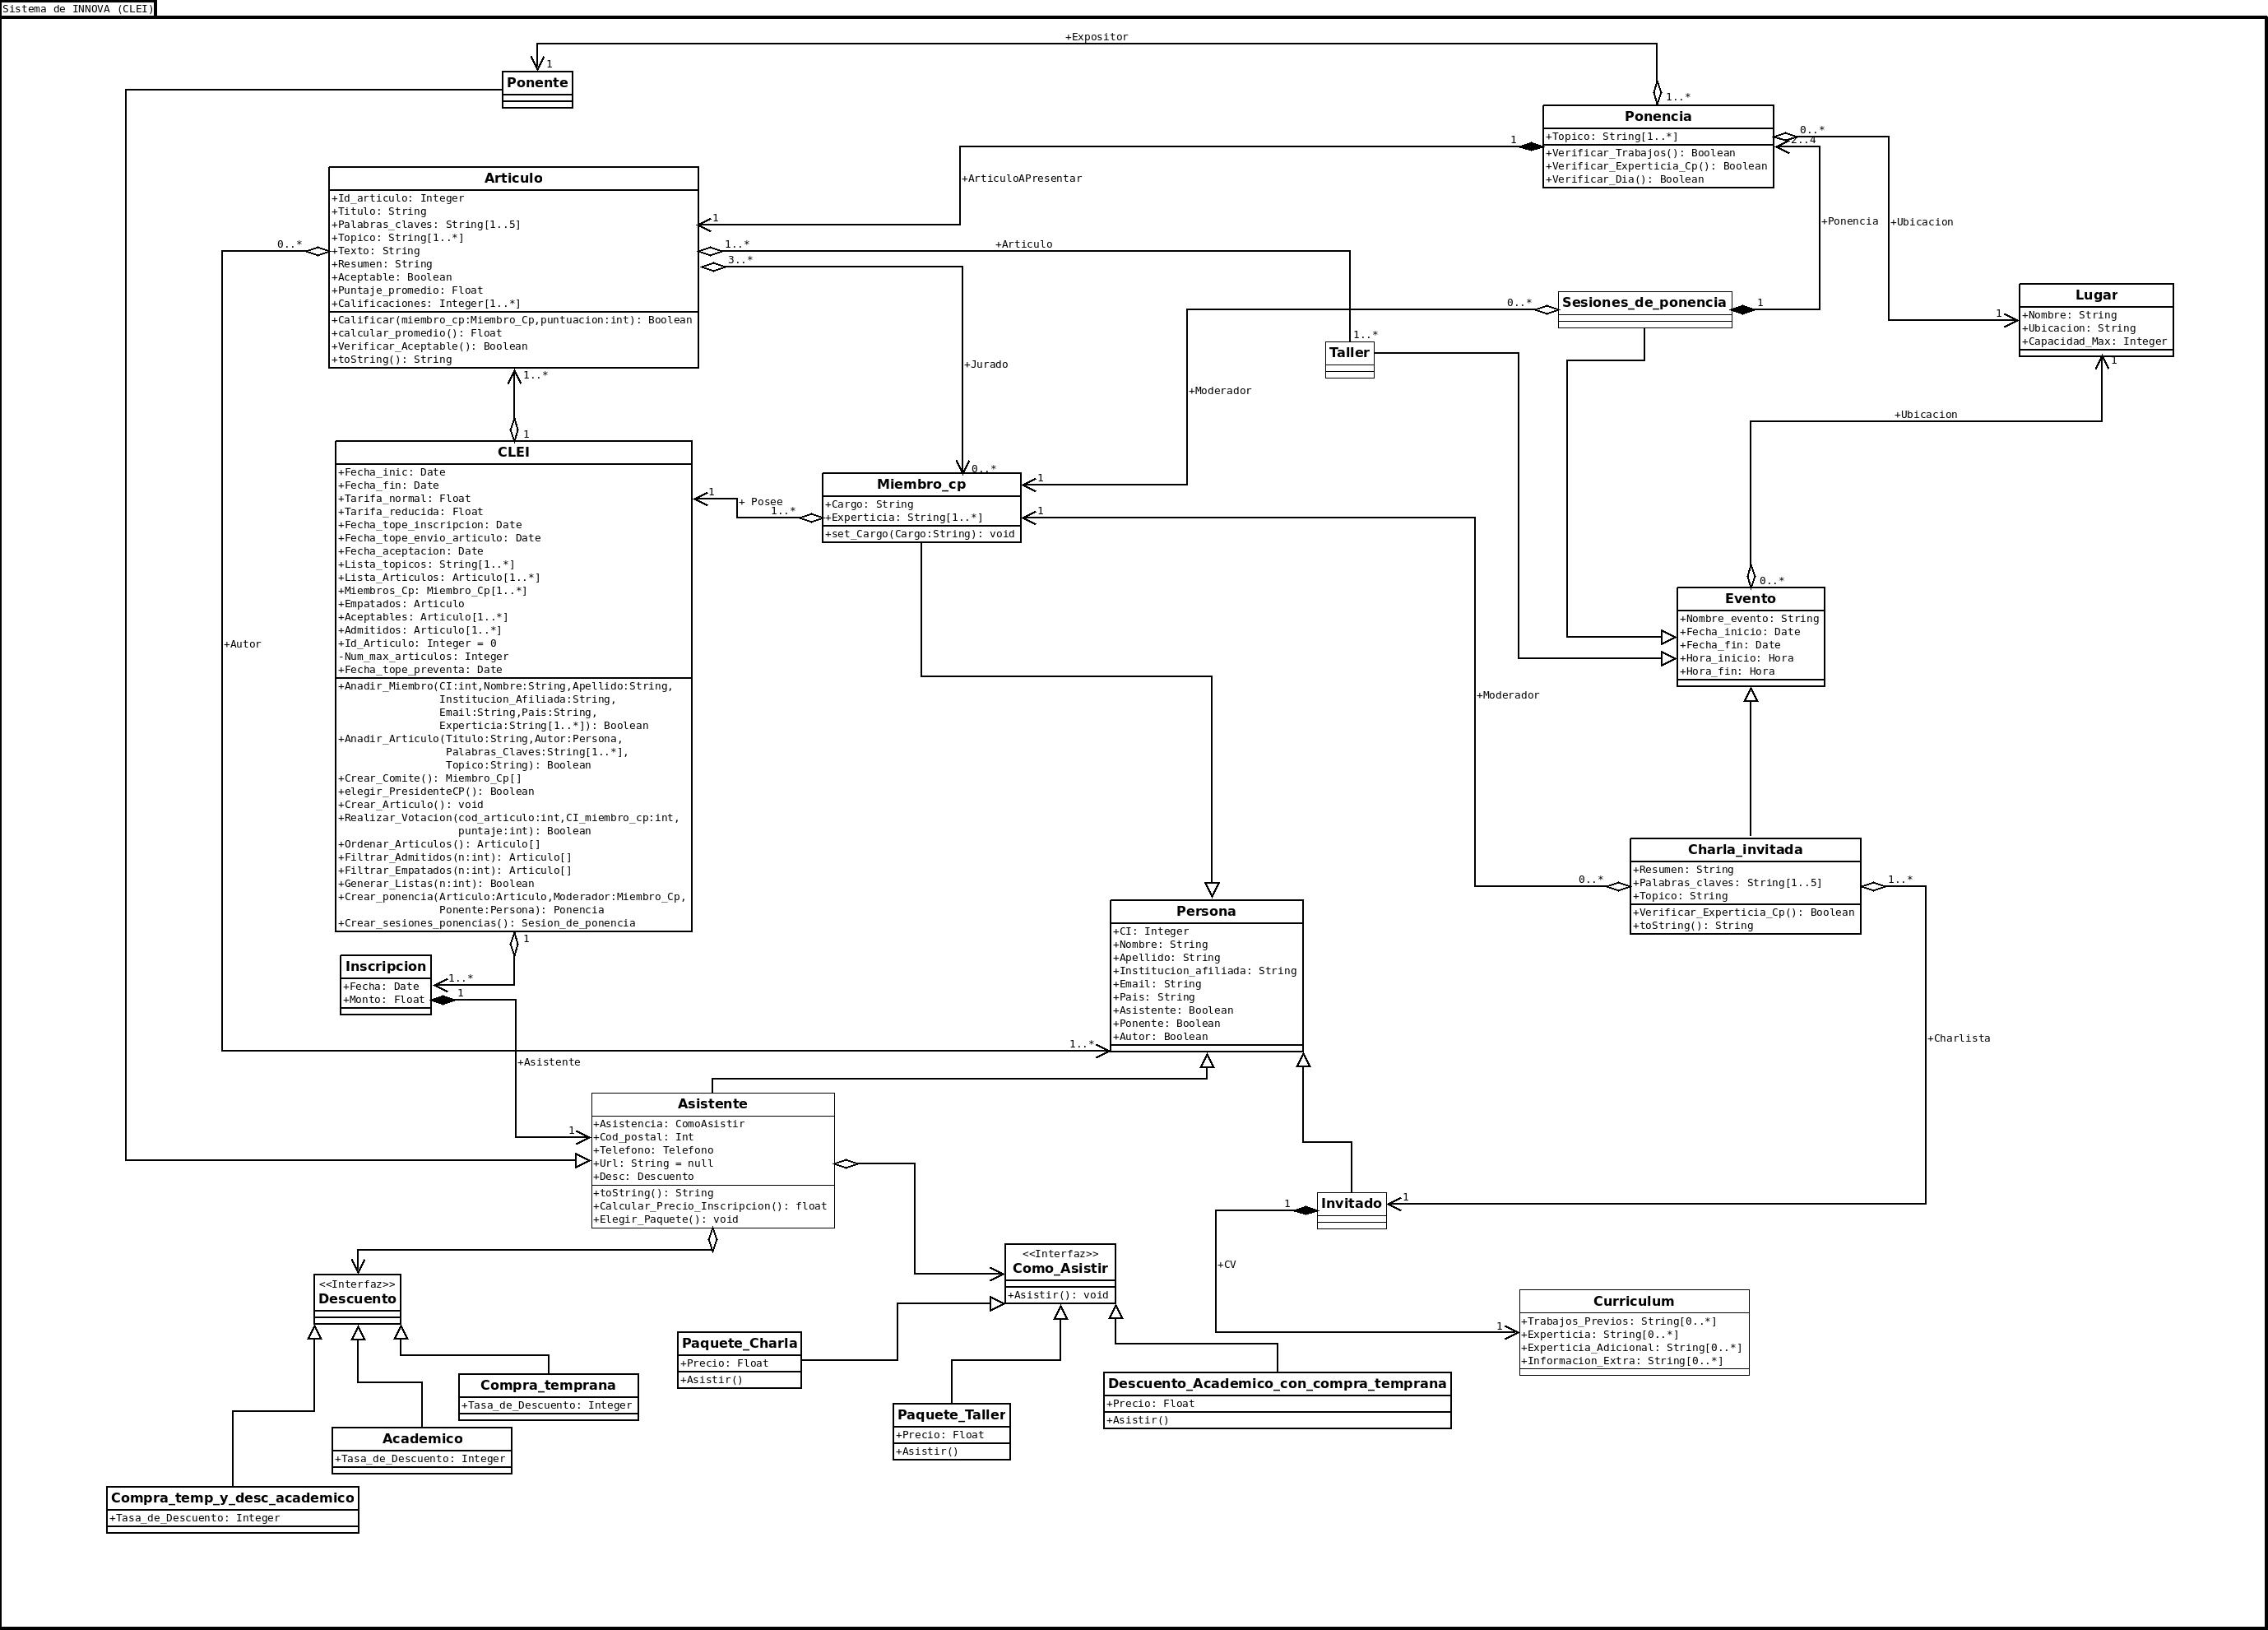 Sistema de INNOVA (CLEI)
+Expositor
1
Ponente
1..*
Ponencia
+Topico: String[1..*]
+Verificar_Trabajos(): Boolean
+Verificar_Experticia_Cp(): Boolean
+Verificar_Dia(): Boolean
0..*
2..4
1
+ArticuloAPresentar
1
+Ponencia
+Ubicacion
Articulo
+Id_articulo: Integer
+Titulo: String
+Palabras_claves: String[1..5]
+Topico: String[1..*]
+Texto: String
+Resumen: String
+Aceptable: Boolean
+Puntaje_promedio: Float
+Calificaciones: Integer[1..*]
+Calificar(miembro_cp:Miembro_Cp,puntuacion:int): Boolean
+calcular_promedio(): Float
+Verificar_Aceptable(): Boolean
+toString(): String
0..*
1..*
+Articulo
3..*
0..*
Sesiones_de_ponencia
1
1
Lugar
+Nombre: String
+Ubicacion: String
+Capacidad_Max: Integer
1
1..*
Taller
+Jurado
+Moderador
+Ubicacion
1..*
1
CLEI
+Fecha_inic: Date
+Fecha_fin: Date
+Tarifa_normal: Float
+Tarifa_reducida: Float
+Fecha_tope_inscripcion: Date
+Fecha_tope_envio_articulo: Date
+Fecha_aceptacion: Date
+Lista_topicos: String[1..*]
+Lista_Articulos: Articulo[1..*]
+Miembros_Cp: Miembro_Cp[1..*]
+Empatados: Articulo
+Aceptables: Articulo[1..*]
+Admitidos: Articulo[1..*]
+Id_Articulo: Integer = 0
-Num_max_articulos: Integer
+Fecha_tope_preventa: Date
+Anadir_Miembro(CI:int,Nombre:String,Apellido:String,
Institucion_Afiliada:String,
Email:String,Pais:String,
Experticia:String[1..*]): Boolean
+Anadir_Articulo(Titulo:String,Autor:Persona,
Palabras_Claves:String[1..*],
Topico:String): Boolean
+Crear_Comite(): Miembro_Cp[]
+elegir_PresidenteCP(): Boolean
+Crear_Articulo(): void
+Realizar_Votacion(cod_articulo:int,CI_miembro_cp:int,
puntaje:int): Boolean
+Ordenar_Articulos(): Articulo[]
+Filtrar_Admitidos(n:int): Articulo[]
+Filtrar_Empatados(n:int): Articulo[]
+Generar_Listas(n:int): Boolean
+Crear_ponencia(Articulo:Articulo,Moderador:Miembro_Cp,
Ponente:Persona): Ponencia
+Crear_sesiones_ponencias(): Sesion_de_ponencia
1
+ Posee
1..*
0..*
Miembro_cp
+Cargo: String
+Experticia: String[1..*]
+set_Cargo(Cargo:String): void
1
1
0..*
Evento
+Nombre_evento: String
+Fecha_inicio: Date
+Fecha_fin: Date
+Hora_inicio: Hora
+Hora_fin: Hora
+Autor
+Moderador
Charla_invitada
+Resumen: String
+Palabras_claves: String[1..5]
+Topico: String
+Verificar_Experticia_Cp(): Boolean
+toString(): String
0..*
1..*
Persona
+CI: Integer
+Nombre: String
+Apellido: String
+Institucion_afiliada: String
+Email: String
+Pais: String
+Asistente: Boolean
+Ponente: Boolean
+Autor: Boolean
1..*
1
Inscripcion
+Fecha: Date
+Monto: Float
1..*
1
+Asistente
+Charlista
Asistente
+Asistencia: ComoAsistir
+Cod_postal: Int
+Telefono: Telefono
+Url: String = null
+Desc: Descuento
+toString(): String
+Calcular_Precio_Inscripcion(): float
+Elegir_Paquete(): void
1
1
Invitado
1
+CV
1
<<Interfaz>>
Descuento
<<Interfaz>>
Como_Asistir
+Asistir(): void
Curriculum
+Trabajos_Previos: String[0..*]
+Experticia: String[0..*]
+Experticia_Adicional: String[0..*]
+Informacion_Extra: String[0..*]
Paquete_Charla
+Precio: Float
+Asistir()
Compra_temprana
+Tasa_de_Descuento: Integer
Descuento_Academico_con_compra_temprana
+Precio: Float
+Asistir()
Paquete_Taller
+Precio: Float
+Asistir()
Academico
+Tasa_de_Descuento: Integer
Compra_temp_y_desc_academico
+Tasa_de_Descuento: Integer